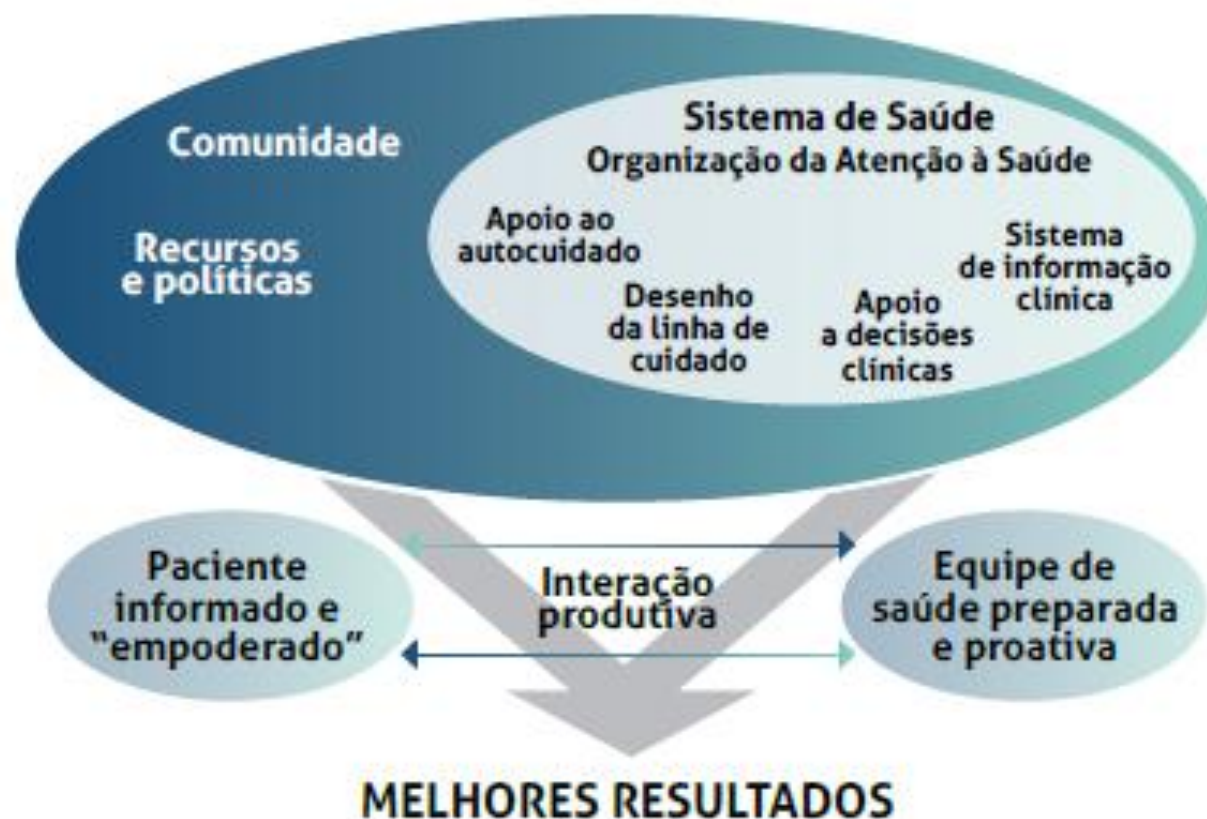 Comunidade
Recursos
e políticas
Sistema de Saúde
Organização da Atenção à Saúde
Apoio ao
autocuidado
Desenho
da linha de
cuidado
Apoio
a decisões
clínicas
Sistema
de informação
clínica
Paciente
informado e
“empoderado”
Interação
produtiva
Equipe de
saúde preparada
e proativa
MELHORES RESULTADOS